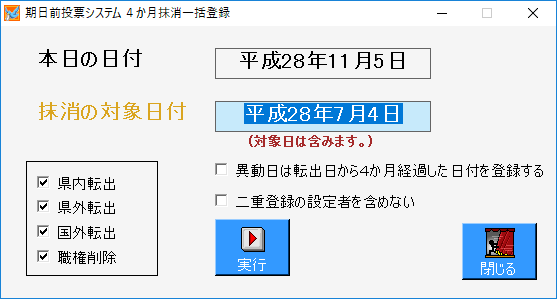 期日前投票システム 4か月抹消一括登録
本日の日付
平成28年11月5日
抹消の対象日付
平成28年7月4日
(対象日は含みます。)
異動日は転出日から4か月経過した日付を登録する
二重登録の設定者を含めない
県内転出
県外転出
国外転出
職権削除
実行
閉じる